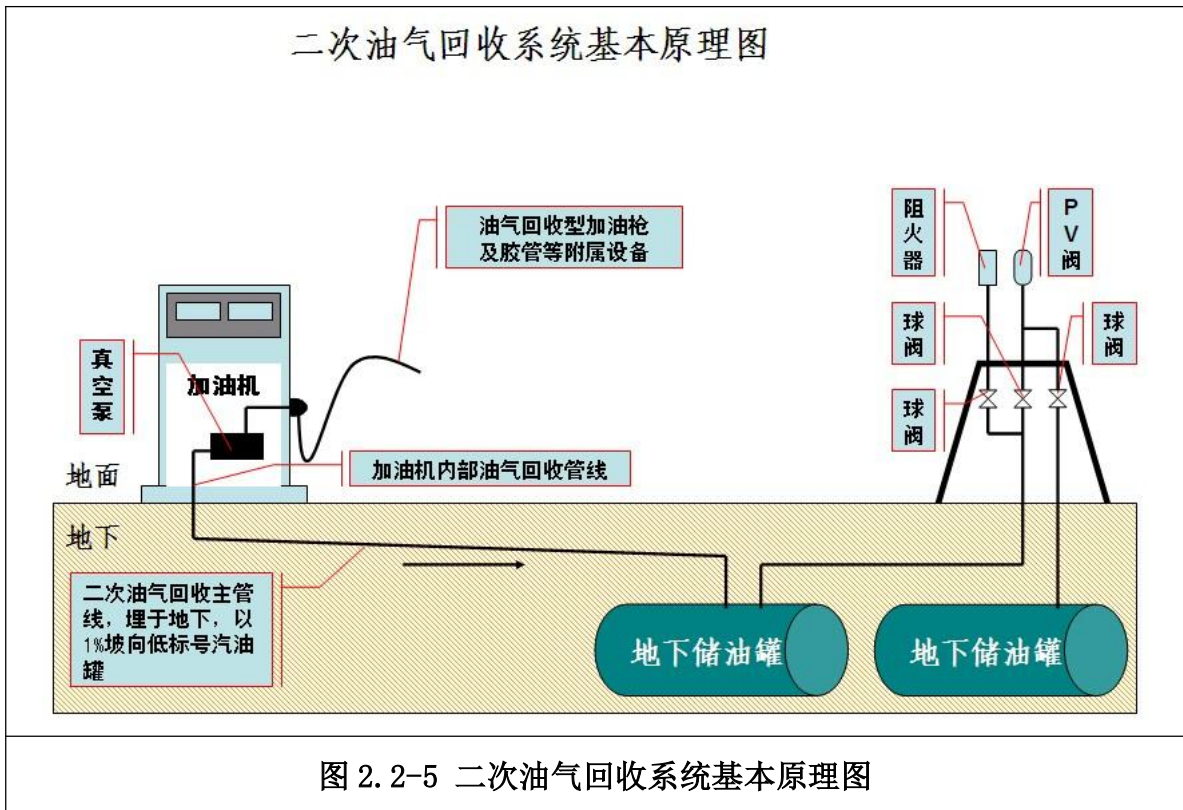 二次油气回收系统基本原理图
油气回收型加油枪
及胶管等附属设备
阻
火
器
P
V
阀
球
阀
球
阀
真
空
泵
加油机
球
阀
地面
加油机内部油气回收管线
地下
二次油气回收主管
线，埋于地下，以
1%坡向低标号汽油
罐
地下储油罐
地下储油罐
图 2.2-5 二次油气回收系统基本原理图